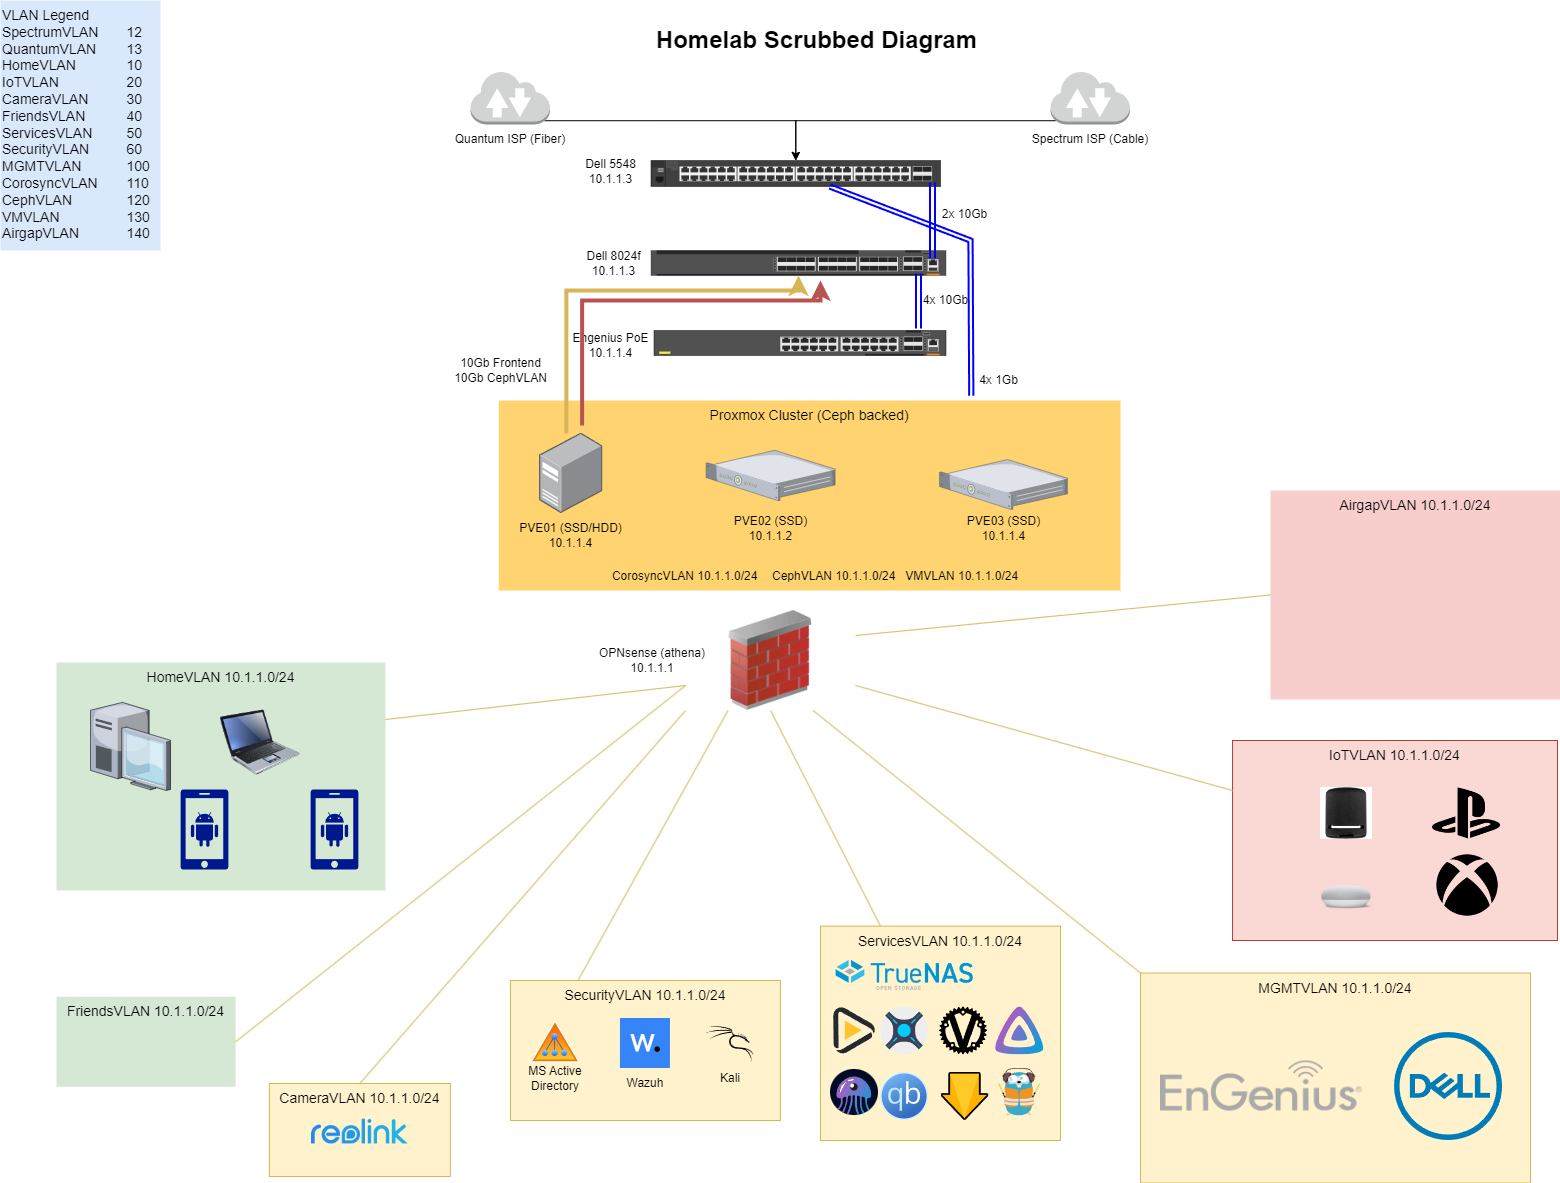 VLAN Legend
SpectrumVLAN 12
QuantumVLAN 13
HomeVLAN 10
IoTVLAN 20
CameraVLAN 30
FriendsVLAN 40
ServicesVLAN 50
SecurityVLAN 60
MGMTVLAN 100
CorosyncVLAN 110
CephVLAN 120
VMVLAN 130
AirgapVLAN 140
Homelab Scrubbed Diagram
Quantum ISP (Fiber)
Spectrum ISP (Cable)
Dell 5548
10.1.1.3
2x 10Gb
Dell 8024f
10.1.1.3
4x 10Gb
Engenius PoE
10.1.1.4
10Gb Frontend
10Gb CephVLAN
4x 1Gb
Proxmox Cluster (Ceph backed)
PVE01 (SSD/HDD)
10.1.1.4
PVE02 (SSD)
10.1.1.2
PVE03 (SSD)
10.1.1.4
CorosyncVLAN 10.1.1.0/24 CephVLAN 10.1.1.0/24 VMVLAN 10.1.1.0/24
AirgapVLAN 10.1.1.0/24
OPNsense (athena)
10.1.1.1
HomeVLAN 10.1.1.0/24
IoTVLAN 10.1.1.0/24
FriendsVLAN 10.1.1.0/24
CameraVLAN 10.1.1.0/24
reolink
SecurityVLAN 10.1.1.0/24
MS Active
Directory
W.
Wazuh
Kali
ServicesVLAN 10.1.1.0/24
TrueNAS
OPEN STORAGE
V
qb
MGMTVLAN 10.1.1.0/24
EnGenius®
DELL